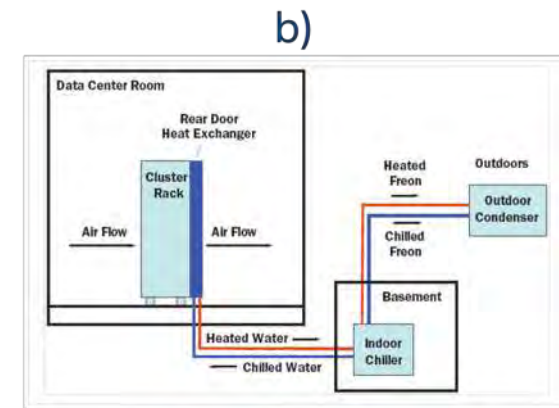 b)
Data Center Room
Rear Door
Heat Exchanger
Cluster
Rack
Air Flow
Air Flow
Heated
Freon
Outdoors
Outdoor
Condenser
Chilled
Freon
Basement
Heated Water
Indoor
Chiller
Chilled Water